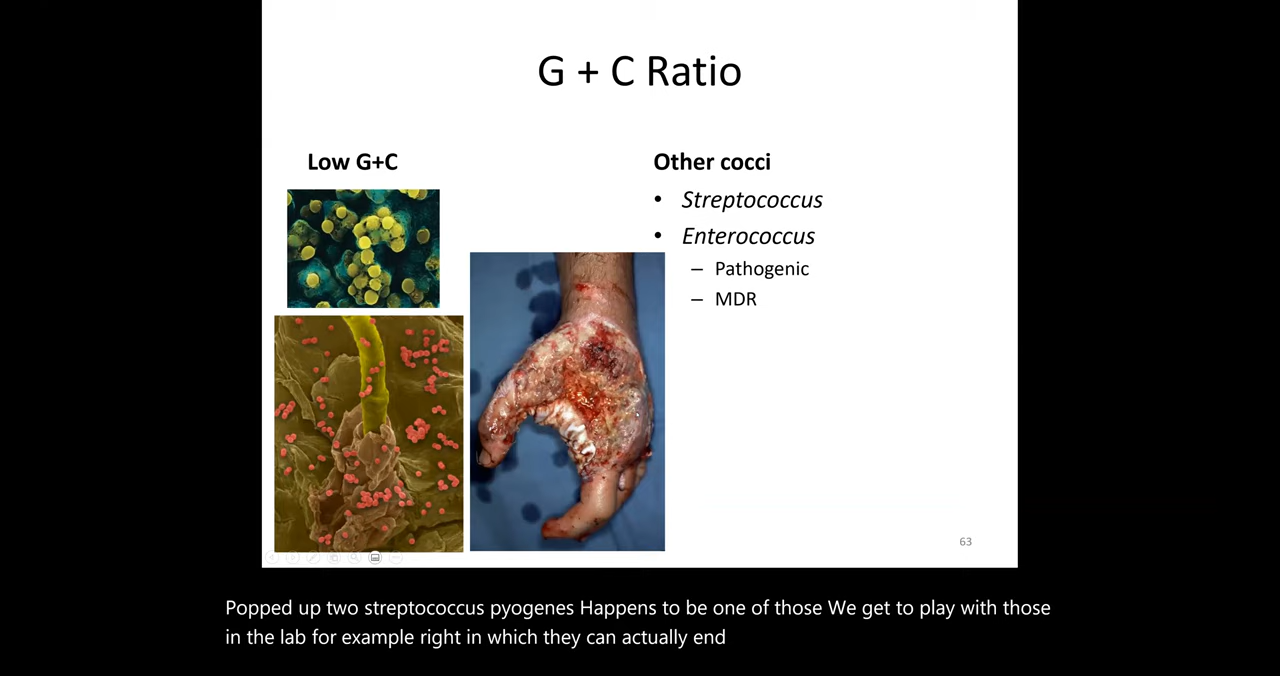 G + C Ratio
Low G+C
Other cocci
• Streptococcus
• Enterococcus
– Pathogenic
– MDR
63
Popped up two streptococcus pyogenes Happens to be one of those We get to play with those
in the lab for example right in which they can actually end